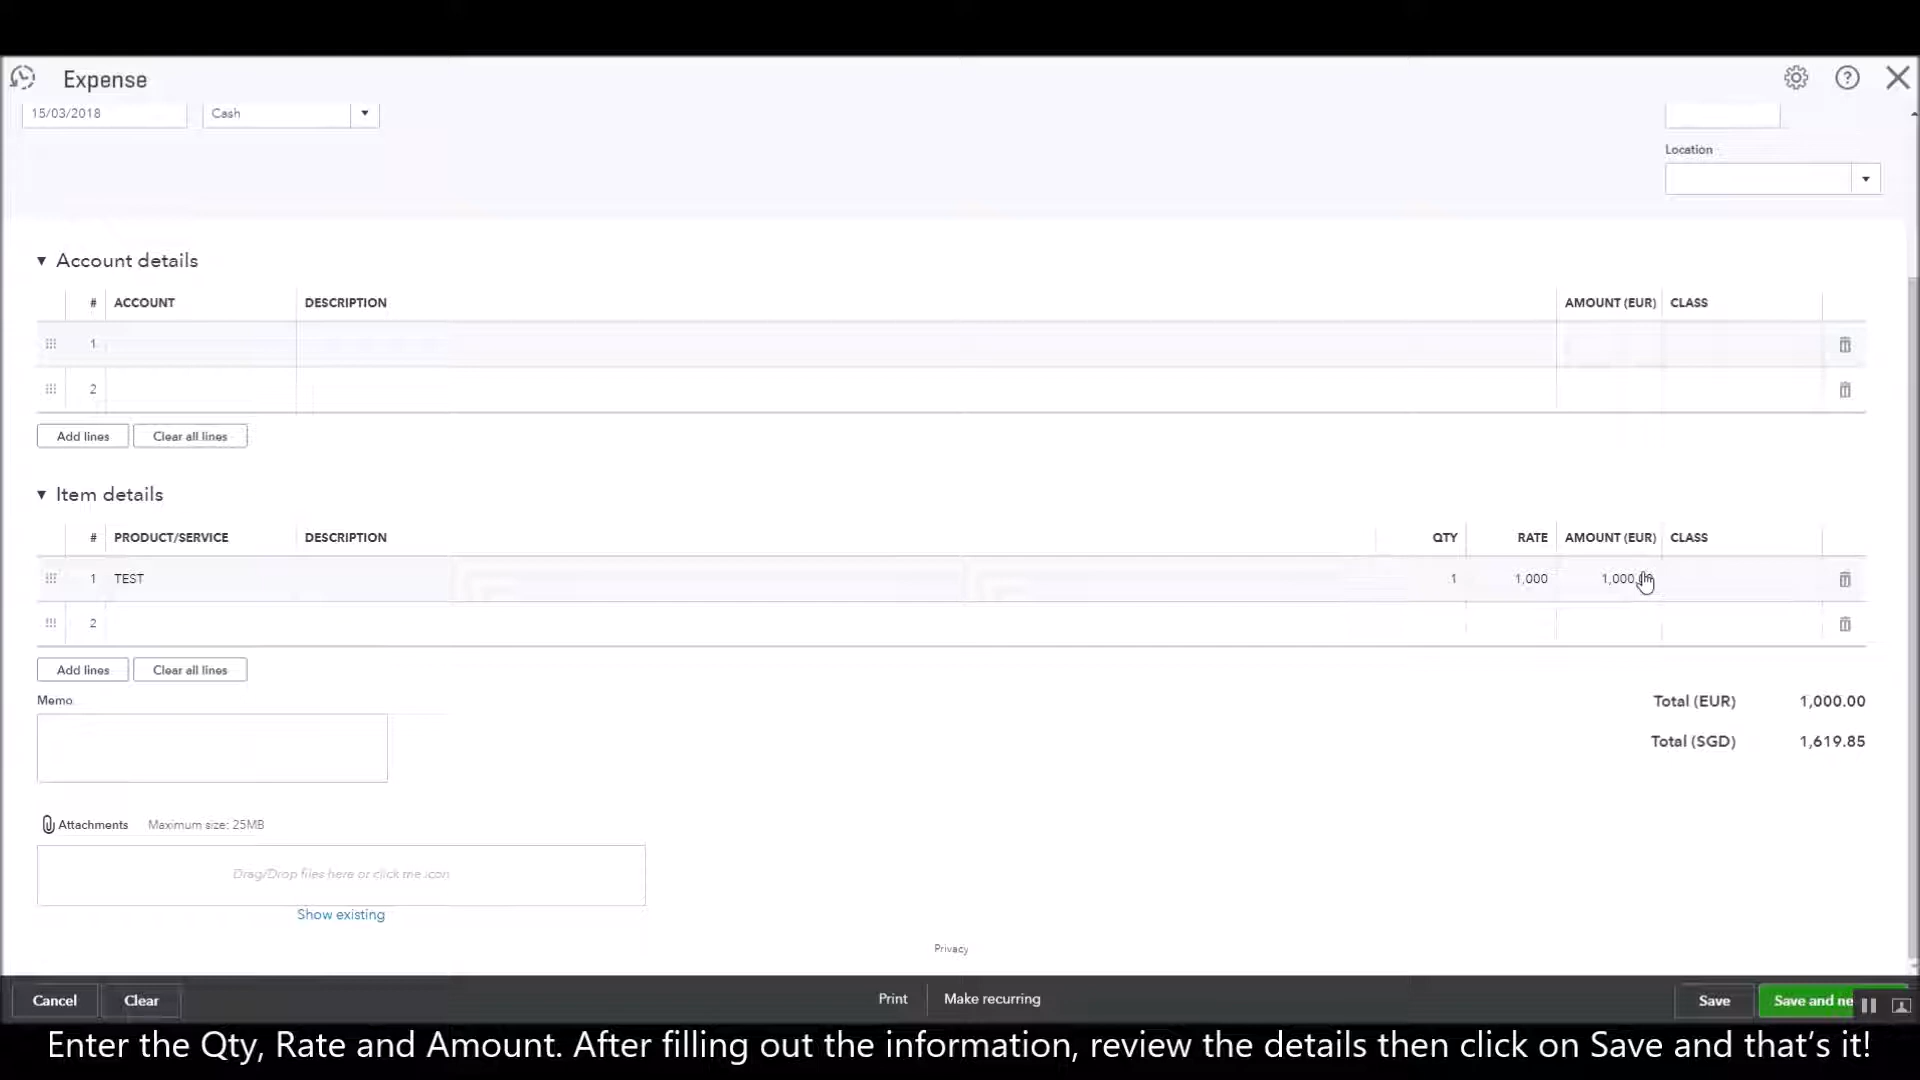 Expense
15/03/2018 Cash
Location
Account details
# ACCOUNT DESCRIPTION AMOUNT (EUR) CLASS
1
2
Add lines Clear all lines
Item details
# PRODUCT/SERVICE DESCRIPTION QTY RATE AMOUNT (EUR) CLASS
1 TEST 1 1,000 1,000
2
Add lines Clear all lines
Memo
Total (EUR) 1,000.00
Total (SGD) 1,619.85
Attachments Maximum size: 25MB
Drag/Drop files here or click the icon
Show existing
Privacy
Cancel Clear Print Make recurring Save Save and ne
Enter the Qty, Rate and Amount. After filling out the information, review the details then click on Save and that's it!